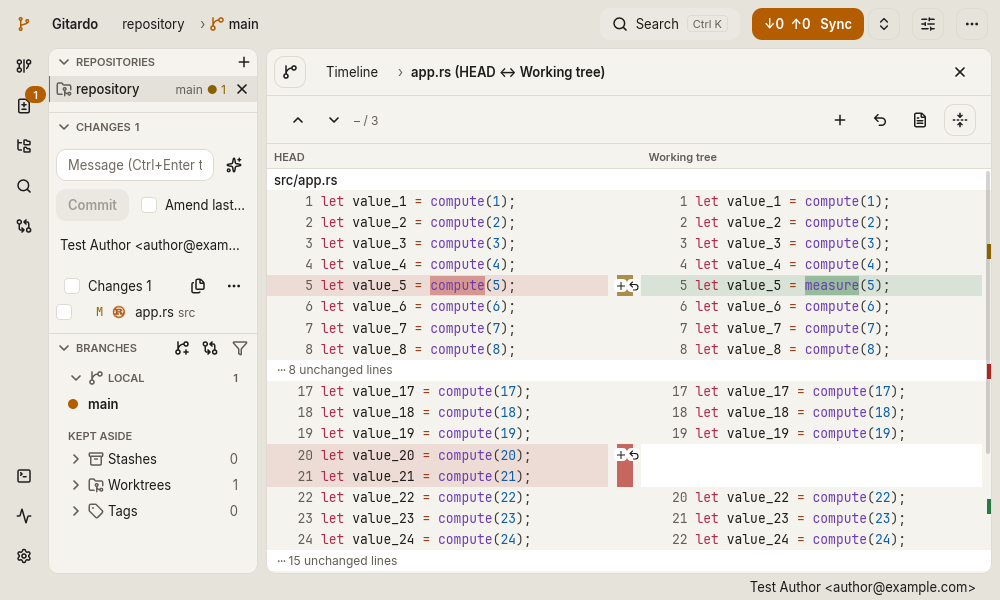 Gitardo repository › main Search Ctrl K ↓0 ↑0 Sync
REPOSITORIES
repository main 1
1
CHANGES 1
Message (Ctrl+Enter t
Commit Amend last...
Test Author <author@exam...
Changes 1
M app.rs src
BRANCHES
LOCAL 1
main
KEPT ASIDE
Stashes 0
Worktrees 1
Tags 0
Timeline › app.rs (HEAD ↔ Working tree)
– / 3
HEAD Working tree
src/app.rs
1 let value_1 = compute(1); 1 let value_1 = compute(1);
2 let value_2 = compute(2); 2 let value_2 = compute(2);
3 let value_3 = compute(3); 3 let value_3 = compute(3);
4 let value_4 = compute(4); 4 let value_4 = compute(4);
5 let value_5 = compute(5); 5 let value_5 = measure(5);
6 let value_6 = compute(6); 6 let value_6 = compute(6);
7 let value_7 = compute(7); 7 let value_7 = compute(7);
8 let value_8 = compute(8); 8 let value_8 = compute(8);
··· 8 unchanged lines
17 let value_17 = compute(17); 17 let value_17 = compute(17);
18 let value_18 = compute(18); 18 let value_18 = compute(18);
19 let value_19 = compute(19); 19 let value_19 = compute(19);
20 let value_20 = compute(20);
21 let value_21 = compute(21);
22 let value_22 = compute(22); 20 let value_22 = compute(22);
23 let value_23 = compute(23); 21 let value_23 = compute(23);
24 let value_24 = compute(24); 22 let value_24 = compute(24);
··· 15 unchanged lines
Test Author <author@example.com>